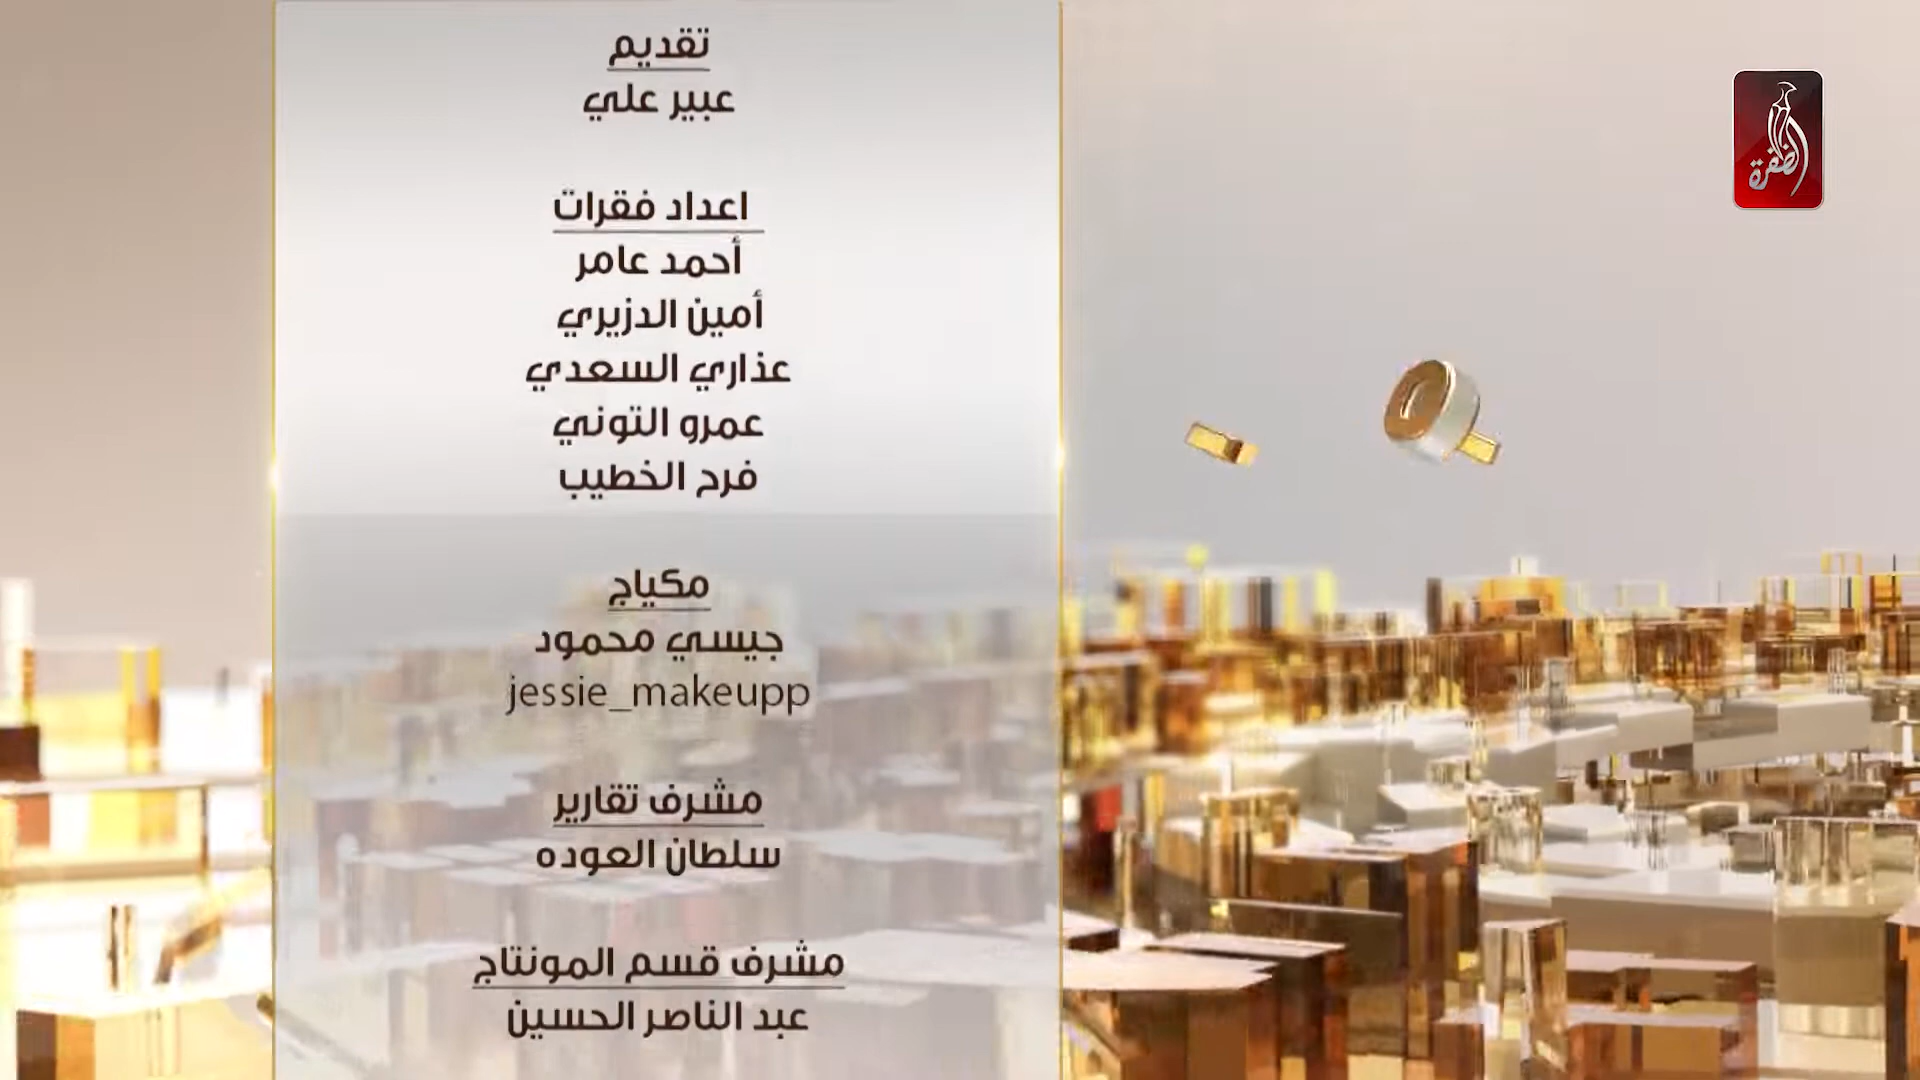 تقديم
عبير علي
اعداد فقرات
أحمد عامر
أمين الدزيري
عذاري السعدي
عمرو التوني
فرح الخطيب
مكياج
جيسي محمود
jessie_makeupp
مشرف تقارير
سلطان العوده
مشرف قسم المونتاج
عبد الناصر الحسين
الظفرة